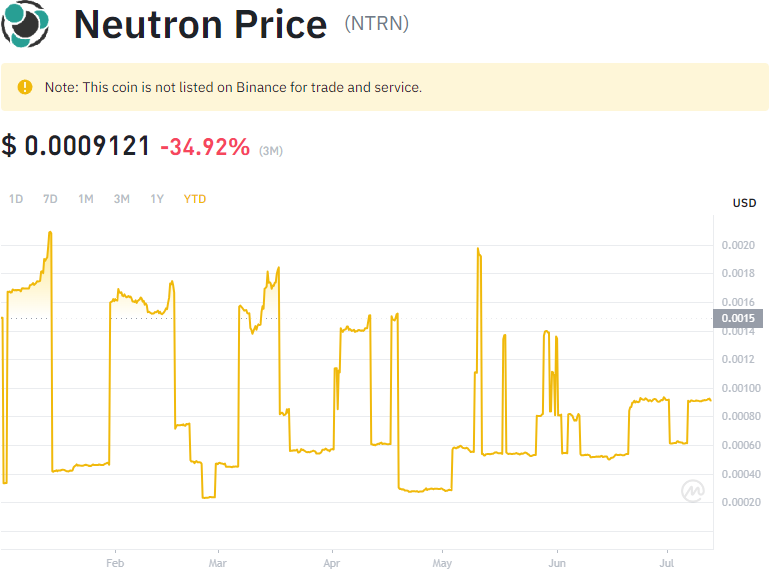 Neutron Price (NTRN)
Note: This coin is not listed on Binance for trade and service.
$ 0.0009121 -34.92% (3M)
1D 7D 1M 3M 1Y YTD
USD
0.0020
0.0018
0.0016
0.0015
0.0014
0.0012
0.00100
0.00080
0.00060
0.00040
0.00020
Feb Mar Apr May Jun Jul